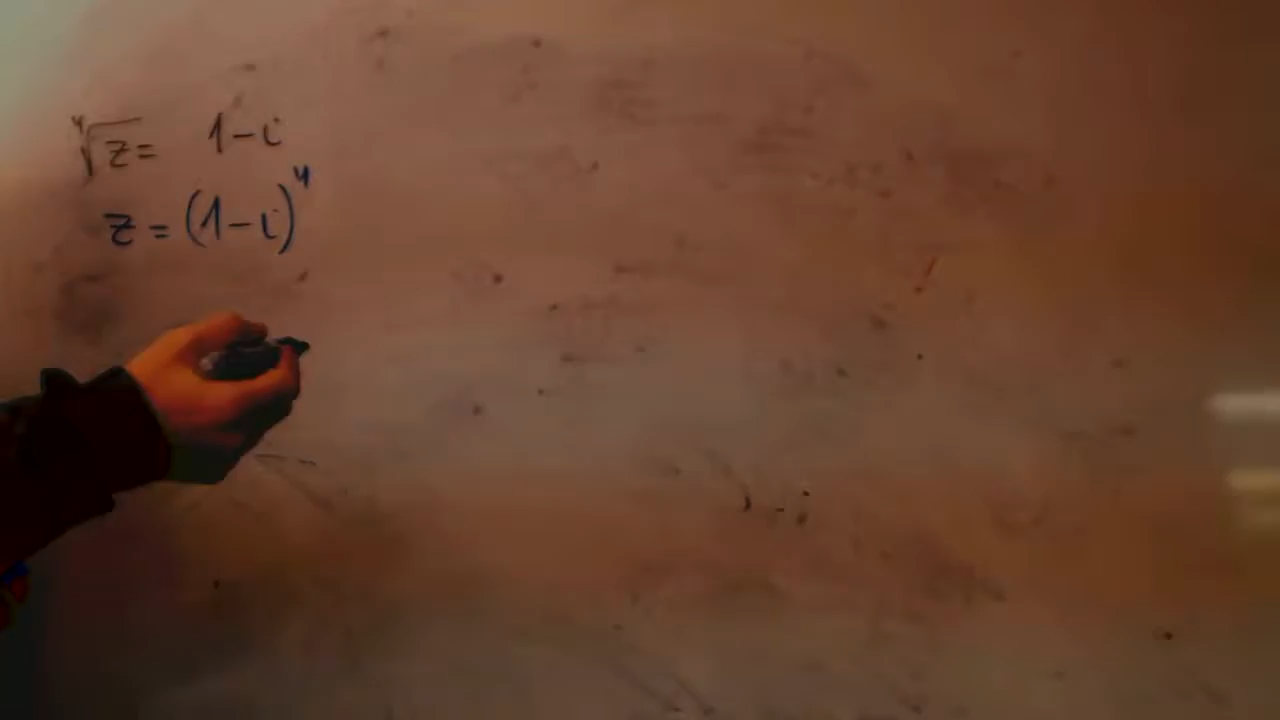 ⁴√z = 1-i
z = (1-i)⁴